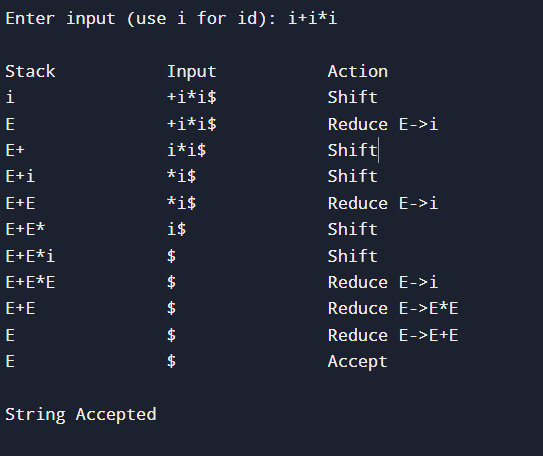 Enter input (use i for id): i+i*i
Stack Input Action
i +i*i$ Shift
E +i*i$ Reduce E->i
E+ i*i$ Shift
E+i *i$ Shift
E+E *i$ Reduce E->i
E+E* i$ Shift
E+E*i $ Shift
E+E*E $ Reduce E->i
E+E $ Reduce E->E*E
E $ Reduce E->E+E
E $ Accept
String Accepted